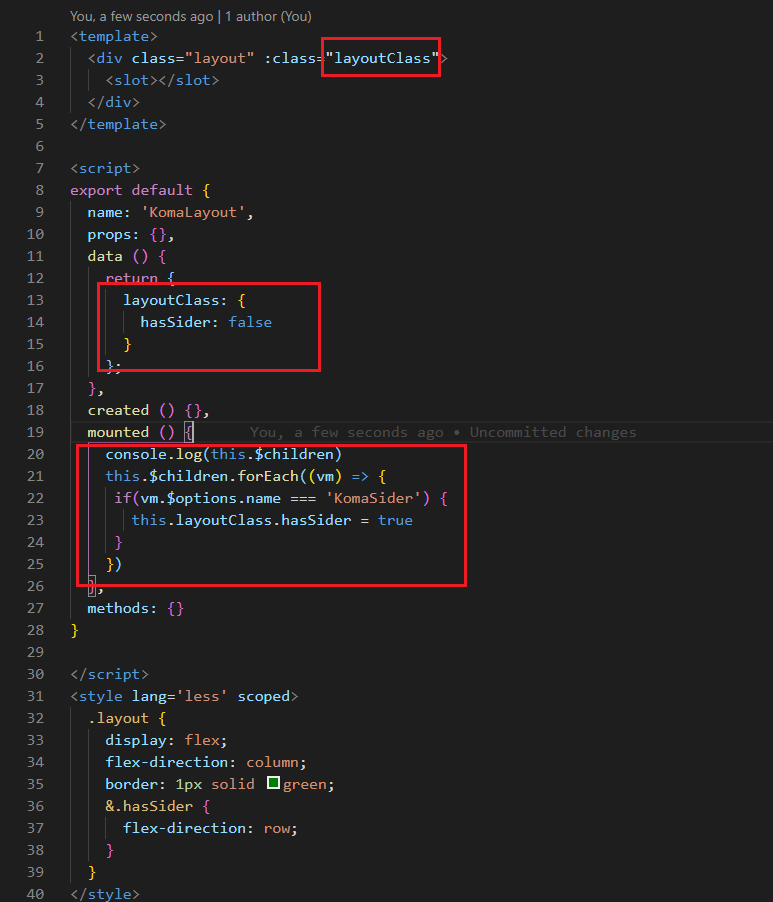 You, a few seconds ago | 1 author (You)
1 <template>
2   <div class="layout" :class="layoutClass">
3     <slot></slot>
4   </div>
5 </template>
6
7 <script>
8 export default {
9   name: 'KomaLayout',
10   props: {},
11   data () {
12     return {
13       layoutClass: {
14         hasSider: false
15       }
16     };
17   },
18   created () {},
19   mounted () {       You, a few seconds ago • Uncommitted changes
20     console.log(this.$children)
21     this.$children.forEach((vm) => {
22      if(vm.$options.name === 'KomaSider') {
23        this.layoutClass.hasSider = true
24      }
25     })
26   },
27   methods: {}
28 }
29
30 </script>
31 <style lang='less' scoped>
32   .layout {
33     display: flex;
34     flex-direction: column;
35     border: 1px solid green;
36     &.hasSider {
37       flex-direction: row;
38     }
39   }
40 </style>